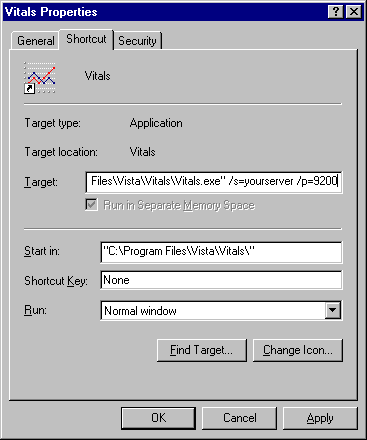 Vitals Properties
General Shortcut Security
Vitals
Target type: Application
Target location: Vitals
Target: Files\Vista\Vitals\Vitals.exe" /s=yourserver /p=9200
Run in Separate Memory Space
Start in: "C:\Program Files\Vista\Vitals\"
Shortcut Key: None
Run: Normal window
Find Target... Change Icon...
OK Cancel Apply